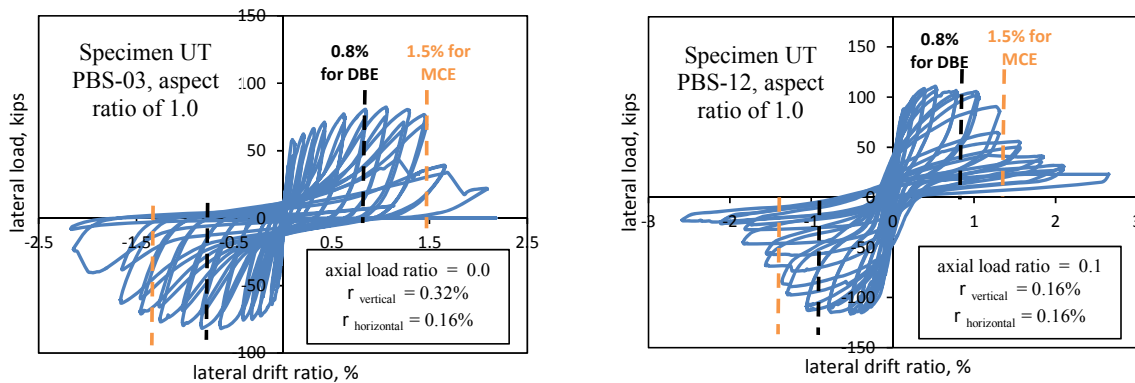 150
100
50
0
-50
100
-2.5
-1.5
-0.5
0.5
1.5
2.5
lateral load, kips
lateral drift ratio, %
Specimen UT
PBS-03, aspect
ratio of 1.0
0.8%
for DBE
1.5% for
MCE
axial load ratio = 0.0
r vertical = 0.32%
r horizontal = 0.16%
150
100
50
0
-50
-100
-150
-3
-2
-1
0
1
2
3
lateral load, kips
lateral drift ratio, %
Specimen UT
PBS-12, aspect
ratio of 1.0
0.8%
for DBE
1.5% for
MCE
axial load ratio = 0.1
r vertical = 0.16%
r horizontal = 0.16%